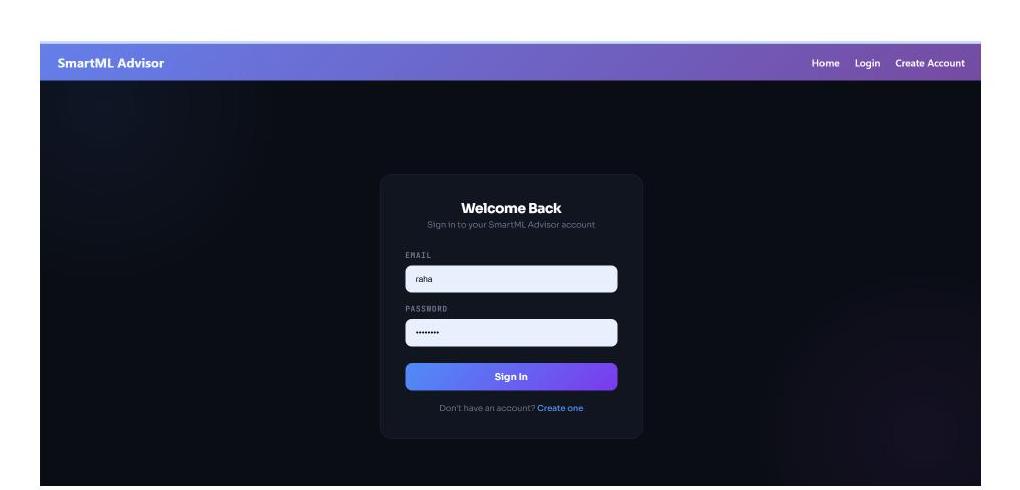 SmartML Advisor
Home Login Create Account
Welcome Back
Sign in to your SmartML Advisor account
EMAIL
raha
PASSWORD
••••••••
Sign In
Don't have an account? Create one